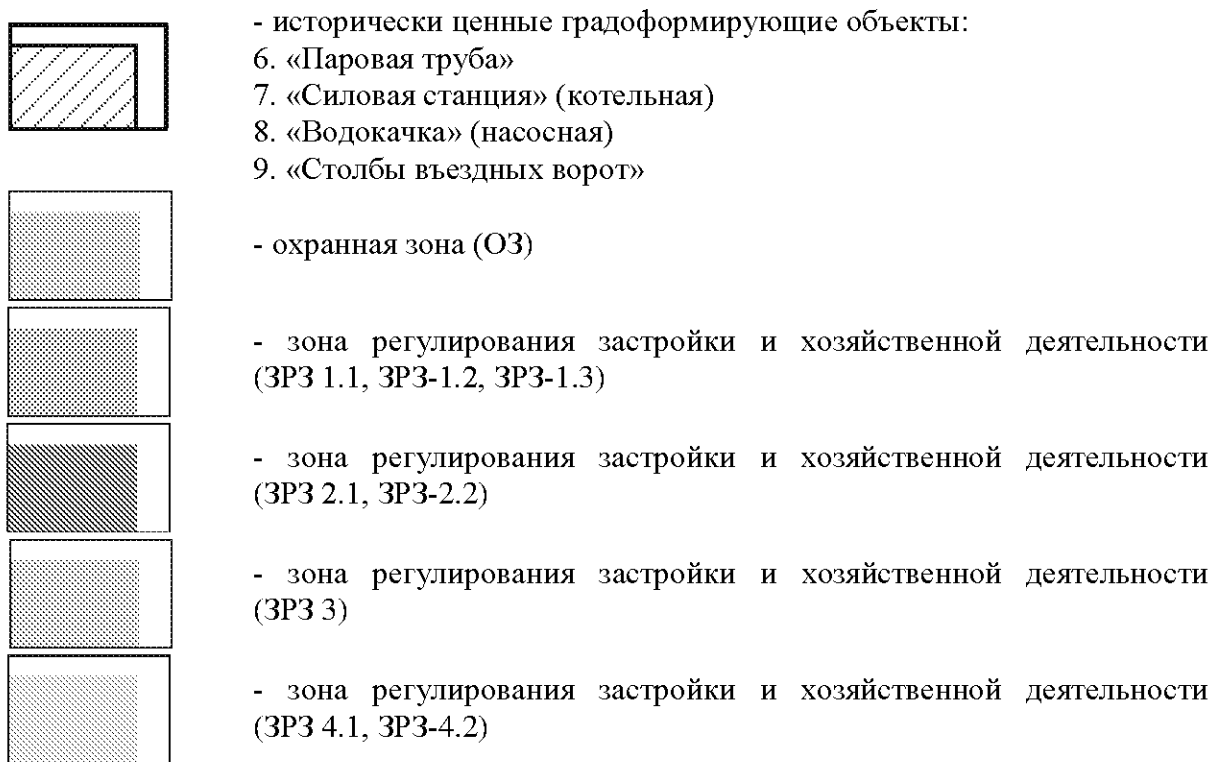 - исторически ценные градоформирующие объекты:
6. «Паровая труба»
7. «Силовая станция» (котельная)
8. «Водокачка» (насосная)
9. «Столбы въездных ворот»
- охранная зона (ОЗ)
- зона регулирования застройки и хозяйственной деятельности
(ЗРЗ 1.1, ЗРЗ-1.2, ЗРЗ-1.3)
- зона регулирования застройки и хозяйственной деятельности
(ЗРЗ 2.1, ЗРЗ-2.2)
- зона регулирования застройки и хозяйственной деятельности
(ЗРЗ 3)
- зона регулирования застройки и хозяйственной деятельности
(ЗРЗ 4.1, ЗРЗ-4.2)